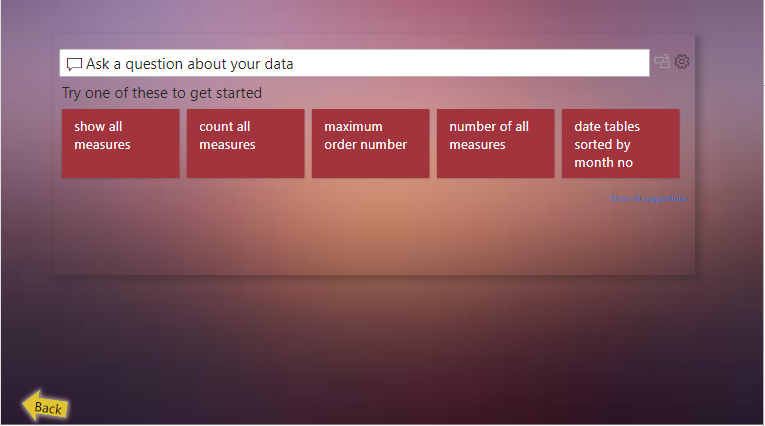 Ask a question about your data
Try one of these to get started
show all
measures
count all
measures
maximum
order number
number of all
measures
date tables
sorted by
month no
Show all suggestions
Back